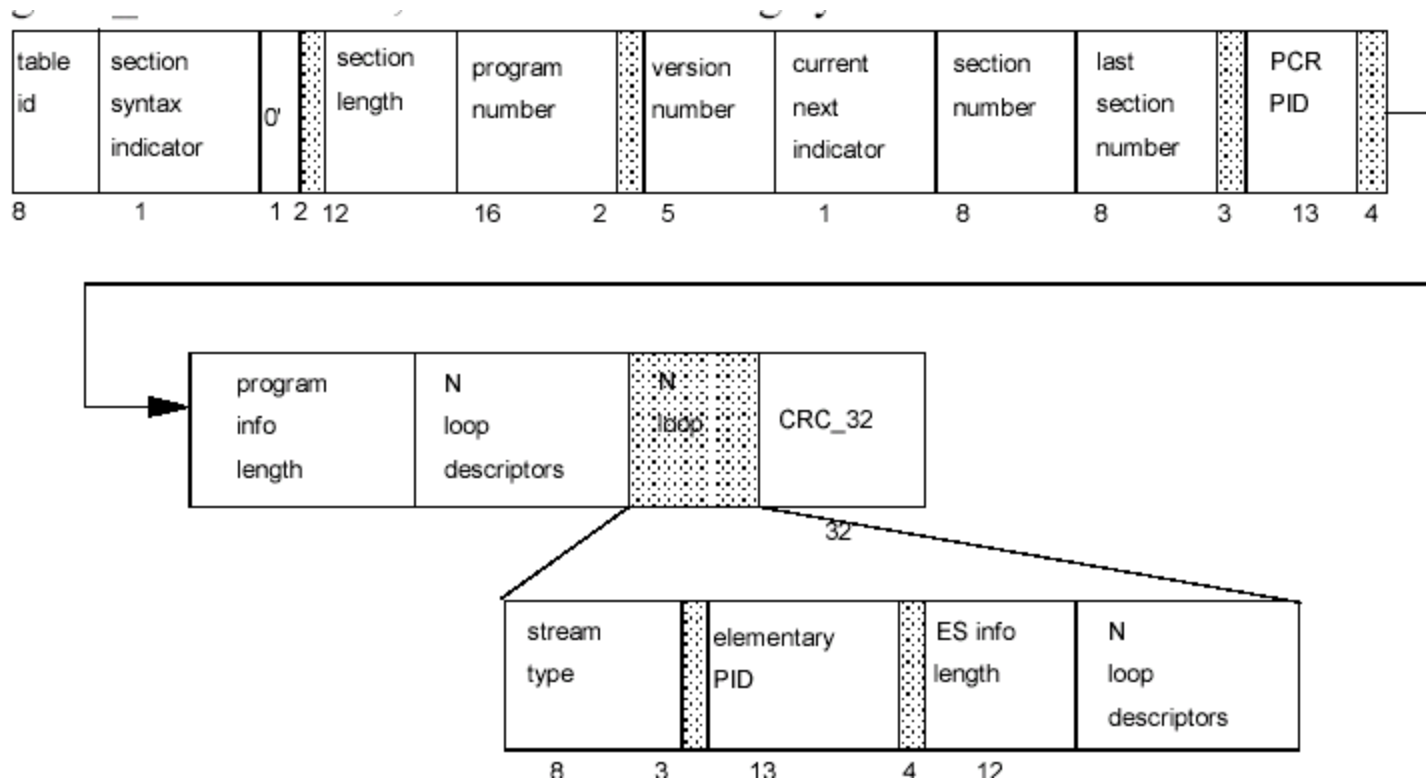 table
id
section
syntax
indicator
0'
section
length
program
number
version
number
current
next
indicator
section
number
last
section
number
PCR
PID
8 1 1 2 12 16 2 5 1 8 8 3 13 4
program
info
length
N
loop
descriptors
N
loop
CRC_32
32
stream
type
elementary
PID
ES info
length
N
loop
descriptors
8 3 13 4 12